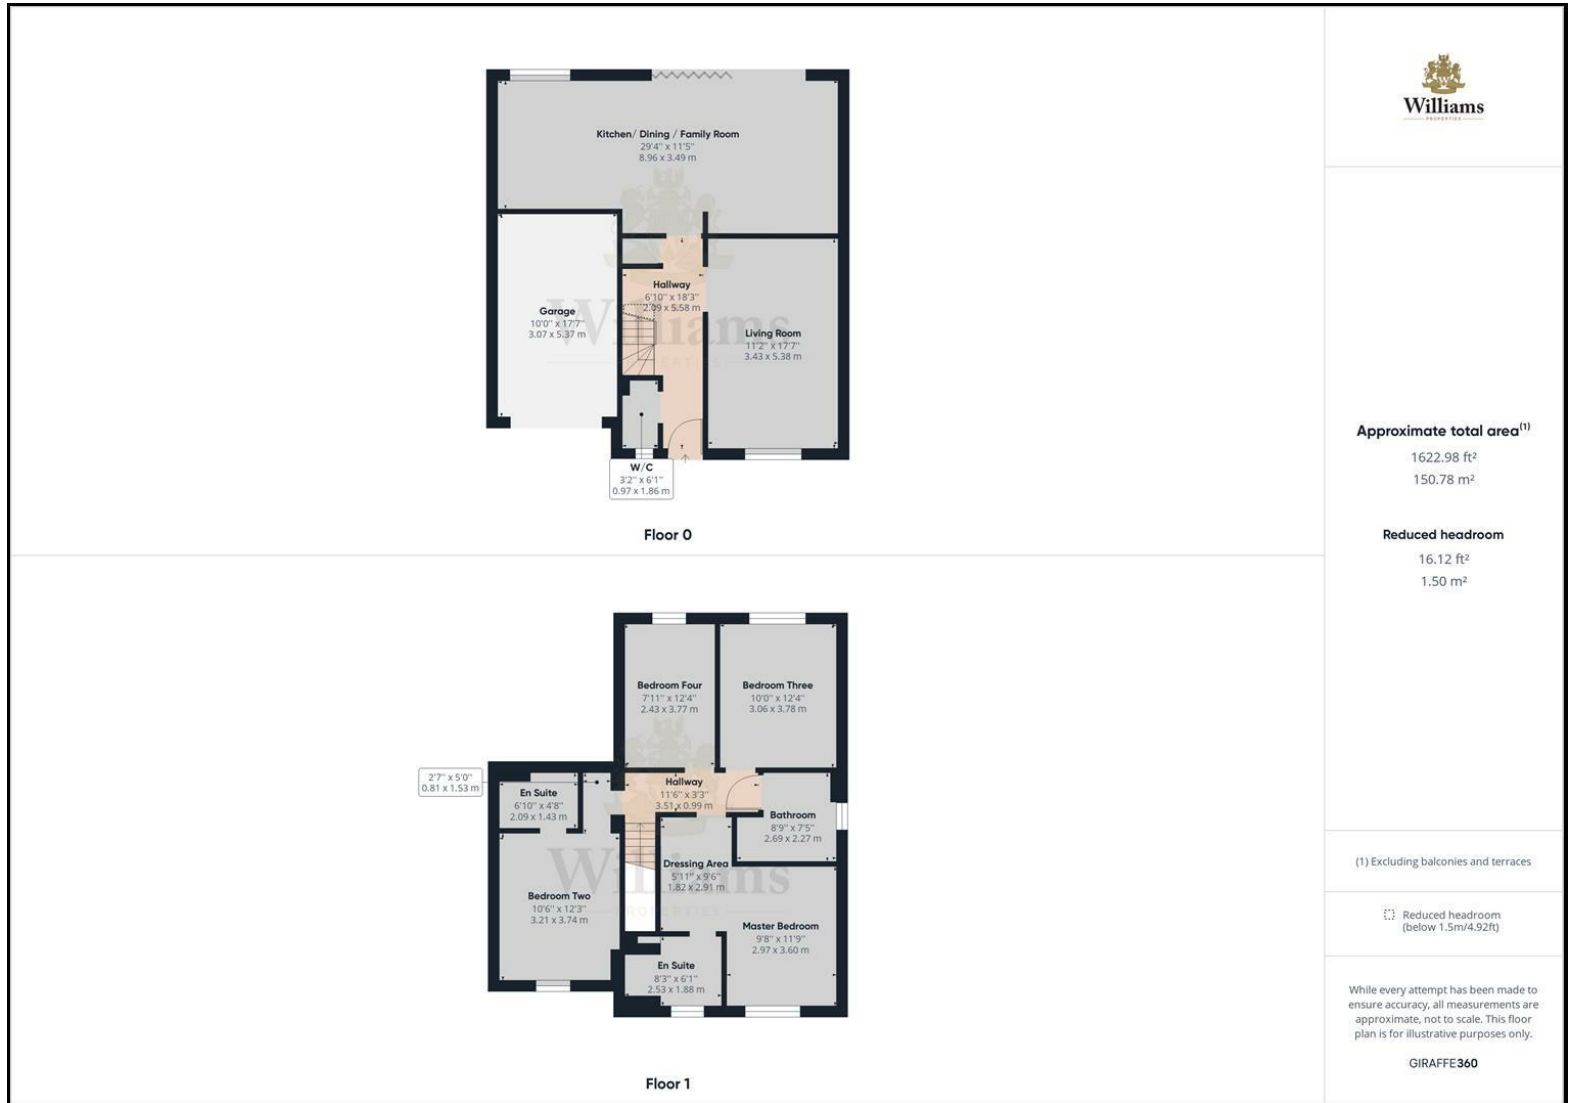 Kitchen/ Dining / Family Room
29'4" x 11'5"
8.96 x 3.49 m
Garage
10'0" x 17'7"
3.07 x 5.37 m
Hallway
6'10" x 18'3"
2.09 x 5.58 m
Living Room
11'2" x 17'7"
3.43 x 5.38 m
W/C
3'2" x 6'1"
0.97 x 1.86 m
Floor 0
Bedroom Four
7'11" x 12'4"
2.43 x 3.77 m
Bedroom Three
10'0" x 12'4"
3.06 x 3.78 m
2'7" x 5'0"
0.81 x 1.53 m
En Suite
6'10" x 4'8"
2.09 x 1.43 m
Hallway
11'6" x 3'3"
3.51 x 0.99 m
Bathroom
8'9" x 7'5"
2.69 x 2.27 m
Dressing Area
5'11" x 9'6"
1.82 x 2.91 m
Bedroom Two
10'6" x 12'3"
3.21 x 3.74 m
Master Bedroom
9'8" x 11'9"
2.97 x 3.60 m
En Suite
8'3" x 6'1"
2.53 x 1.88 m
Floor 1
Williams
PROPERTIES
Williams
PROPERTIES
Williams
PROPERTIES
Approximate total area(1)
1622.98 ft²
150.78 m²
Reduced headroom
16.12 ft²
1.50 m²
(1) Excluding balconies and terraces
Reduced headroom
(below 1.5m/4.92ft)
While every attempt has been made to
ensure accuracy, all measurements are
approximate, not to scale. This floor
plan is for illustrative purposes only.
GIRAFFE360